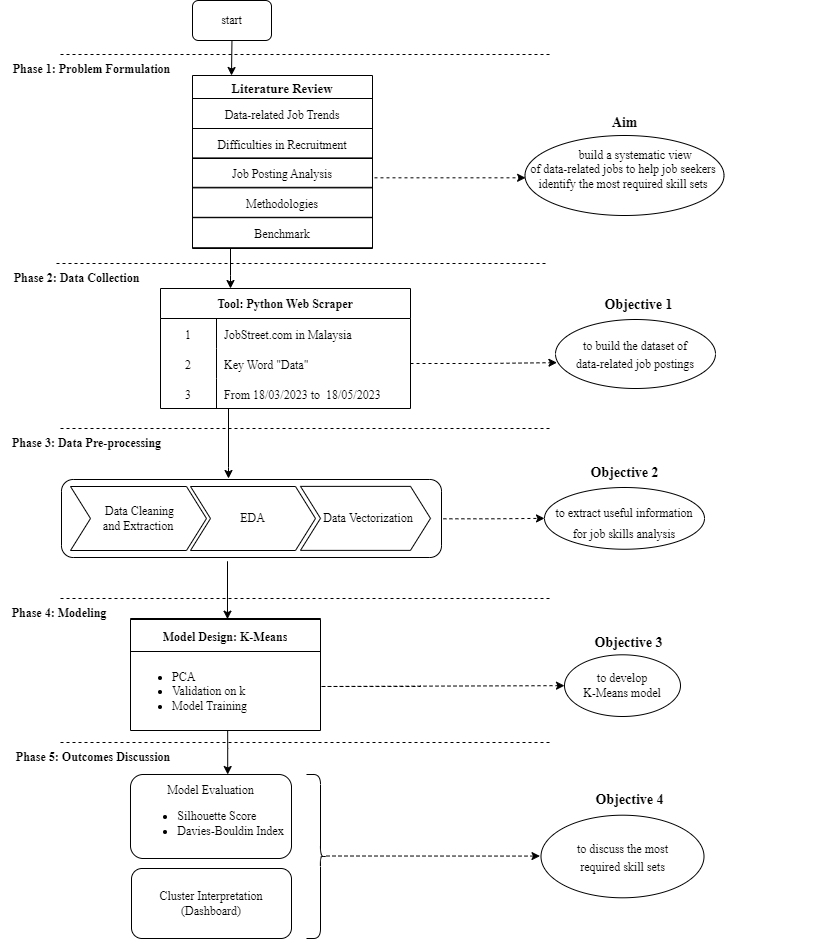 start
Phase 1: Problem Formulation
Literature Review
Data-related Job Trends
Difficulties in Recruitment
Job Posting Analysis
Methodologies
Benchmark
Aim
build a systematic view
of data-related jobs to help job seekers
identify the most required skill sets
Phase 2: Data Collection
Tool: Python Web Scraper
1 JobStreet.com in Malaysia
2 Key Word "Data"
3 From 18/03/2023 to 18/05/2023
Objective 1
to build the dataset of
data-related job postings
Phase 3: Data Pre-processing
Data Cleaning
and Extraction
EDA
Data Vectorization
Objective 2
to extract useful information
for job skills analysis
Phase 4: Modeling
Model Design: K-Means
• PCA
• Validation on k
• Model Training
Objective 3
to develop
K-Means model
Phase 5: Outcomes Discussion
Model Evaluation
• Silhouette Score
• Davies-Bouldin Index
Cluster Interpretation
(Dashboard)
Objective 4
to discuss the most
required skill sets